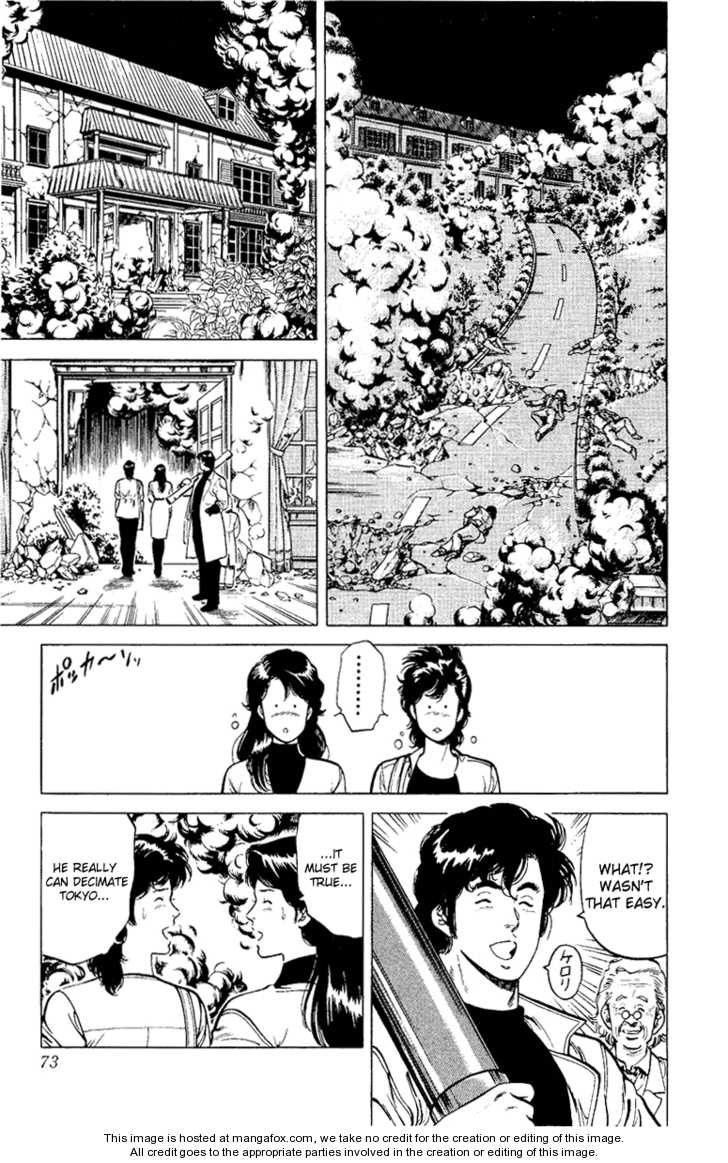 ポッカ〜ッ
........
WHAT!?
WASN'T
THAT EASY.
ケロリ
...IT
MUST BE
TRUE...
HE REALLY
CAN DECIMATE
TOKYO...
73
This image is hosted at mangafox.com, we take no credit for the creation or editing of this image.
All credit goes to the appropriate parties involved in the creation or editing of this image.